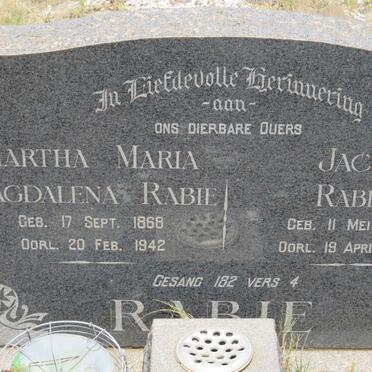 In Liefdevolle Herinnering
-aan-
ONS DIERBARE OUERS
MARTHA MARIA
MAGDALENA RABIE
GEB. 17 SEPT. 1868
OORL. 20 FEB. 1942
JAC
RABI
GEB. 11 MEI
OORL. 19 APRI
GESANG 182 VERS 4
RABIE